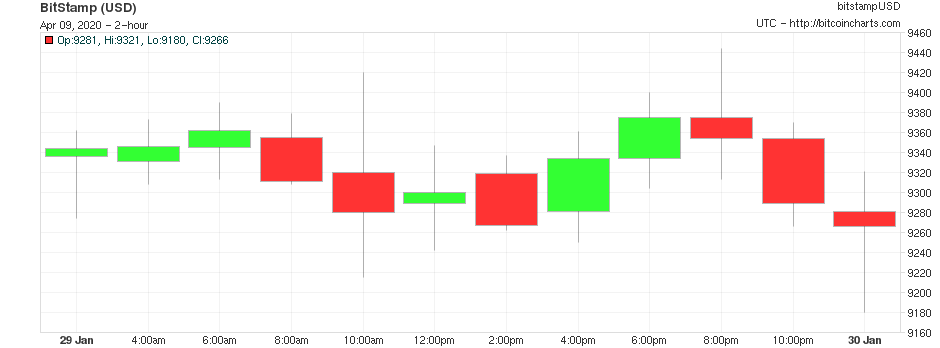 BitStamp (USD)
bitstampUSD
Apr 09, 2020 - 2-hour
UTC - http://bitcoincharts.com
Op:9281, Hi:9321, Lo:9180, Cl:9266
9460
9440
9420
9400
9380
9360
9340
9320
9300
9280
9260
9240
9220
9200
9180
9160
29 Jan 4:00am 6:00am 8:00am 10:00am 12:00pm 2:00pm 4:00pm 6:00pm 8:00pm 10:00pm 30 Jan